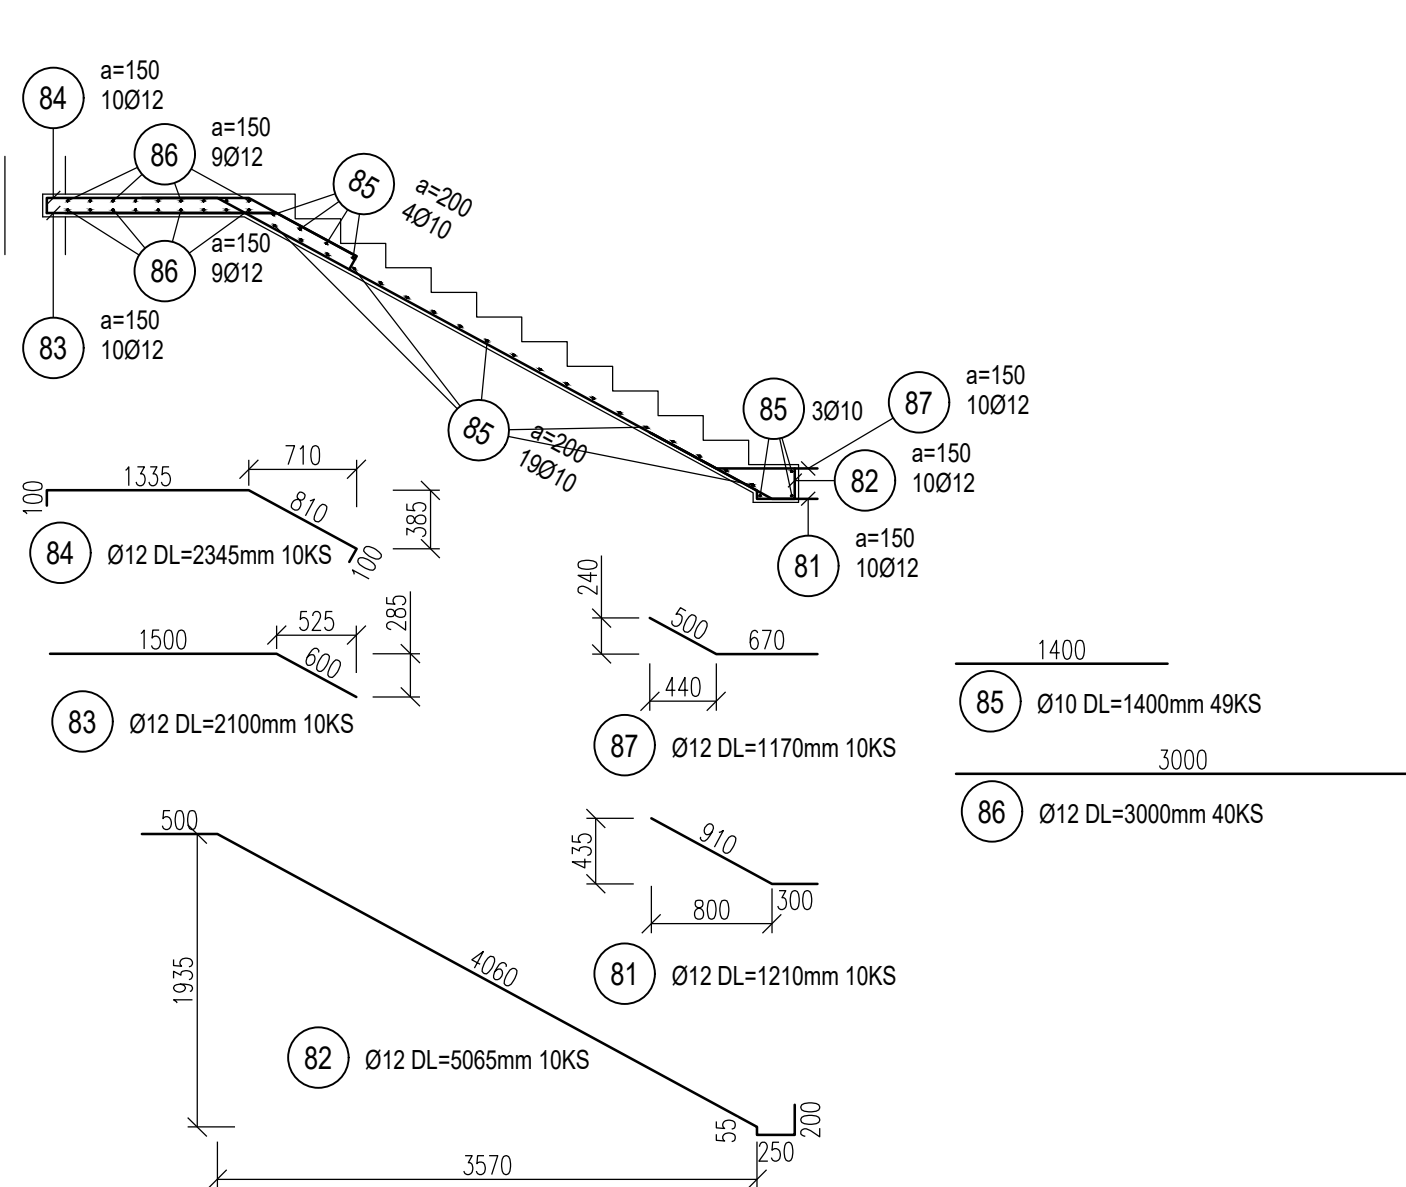 84
a=150
10Ø12
86
a=150
9Ø12
85
a=200
4Ø10
86
a=150
9Ø12
83
a=150
10Ø12
85
a=200
19Ø10
85
3Ø10
87
a=150
10Ø12
82
a=150
10Ø12
81
a=150
10Ø12
100
1335
710
810
385
100
84
Ø12 DL=2345mm 10KS
1500
525
285
600
83
Ø12 DL=2100mm 10KS
240
500
670
440
87
Ø12 DL=1170mm 10KS
1400
85
Ø10 DL=1400mm 49KS
3000
86
Ø12 DL=3000mm 40KS
435
910
300
800
81
Ø12 DL=1210mm 10KS
500
1935
4060
82
Ø12 DL=5065mm 10KS
55
200
250
3570